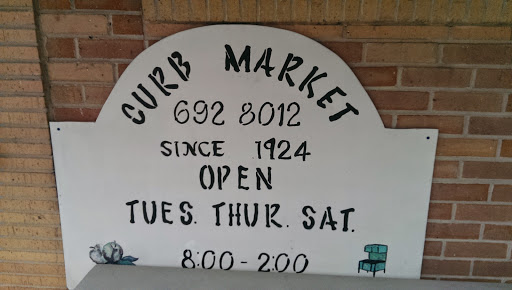 CURB MARKET
692 8012
SINCE 1924
OPEN
TUES. THUR. SAT.
8:00 - 2:00